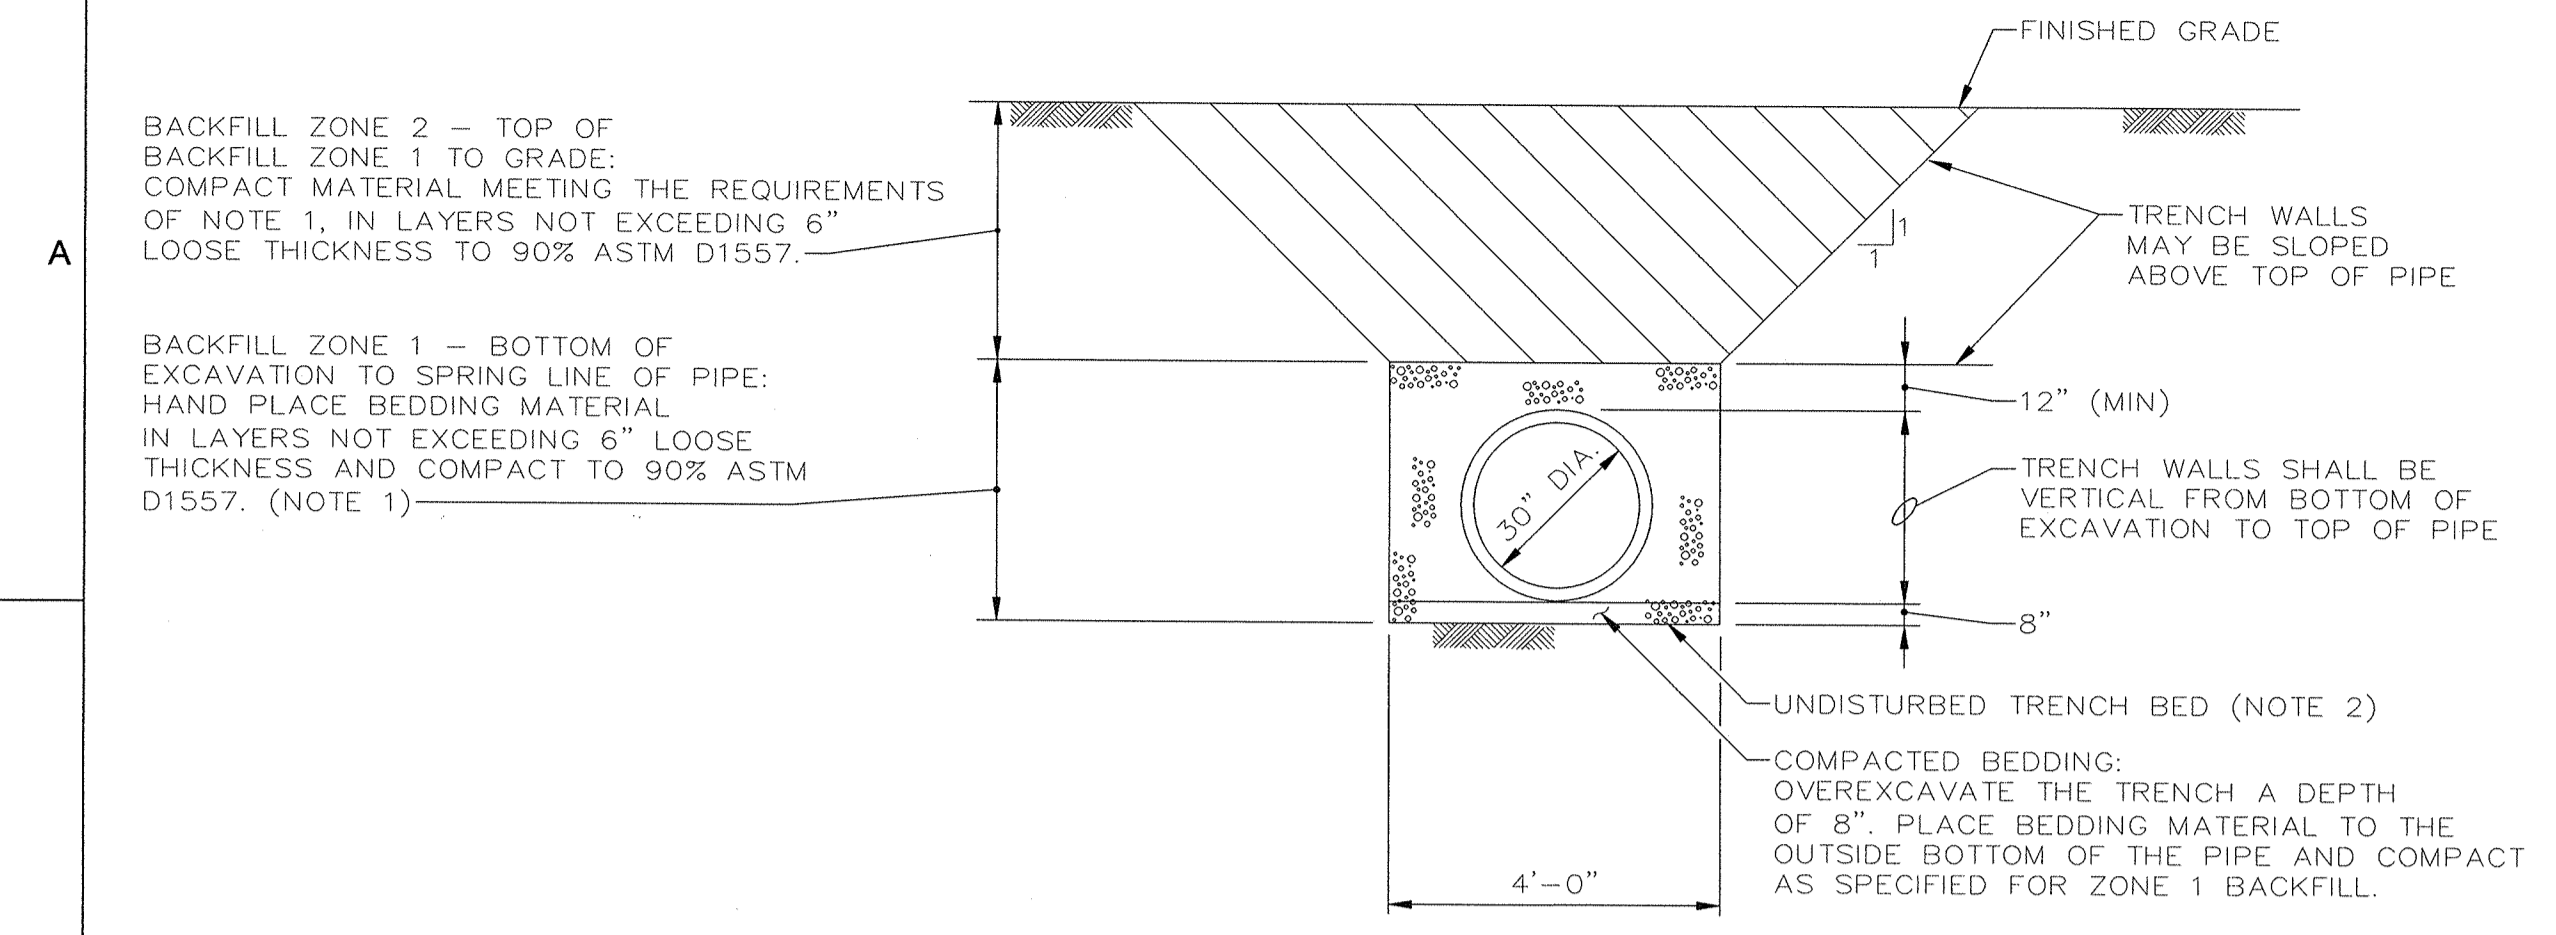 FINISHED GRADE
A
BACKFILL ZONE 2 – TOP OF
BACKFILL ZONE 1 TO GRADE:
COMPACT MATERIAL MEETING THE REQUIREMENTS
OF NOTE 1, IN LAYERS NOT EXCEEDING 6"
LOOSE THICKNESS TO 90% ASTM D1557.
1
1
TRENCH WALLS
MAY BE SLOPED
ABOVE TOP OF PIPE
BACKFILL ZONE 1 – BOTTOM OF
EXCAVATION TO SPRING LINE OF PIPE:
HAND PLACE BEDDING MATERIAL
IN LAYERS NOT EXCEEDING 6" LOOSE
THICKNESS AND COMPACT TO 90% ASTM
D1557. (NOTE 1)
30" DIA.
12" (MIN)
TRENCH WALLS SHALL BE
VERTICAL FROM BOTTOM OF
EXCAVATION TO TOP OF PIPE
8"
UNDISTURBED TRENCH BED (NOTE 2)
COMPACTED BEDDING:
OVEREXCAVATE THE TRENCH A DEPTH
OF 8". PLACE BEDDING MATERIAL TO THE
OUTSIDE BOTTOM OF THE PIPE AND COMPACT
AS SPECIFIED FOR ZONE 1 BACKFILL.
4'–0"